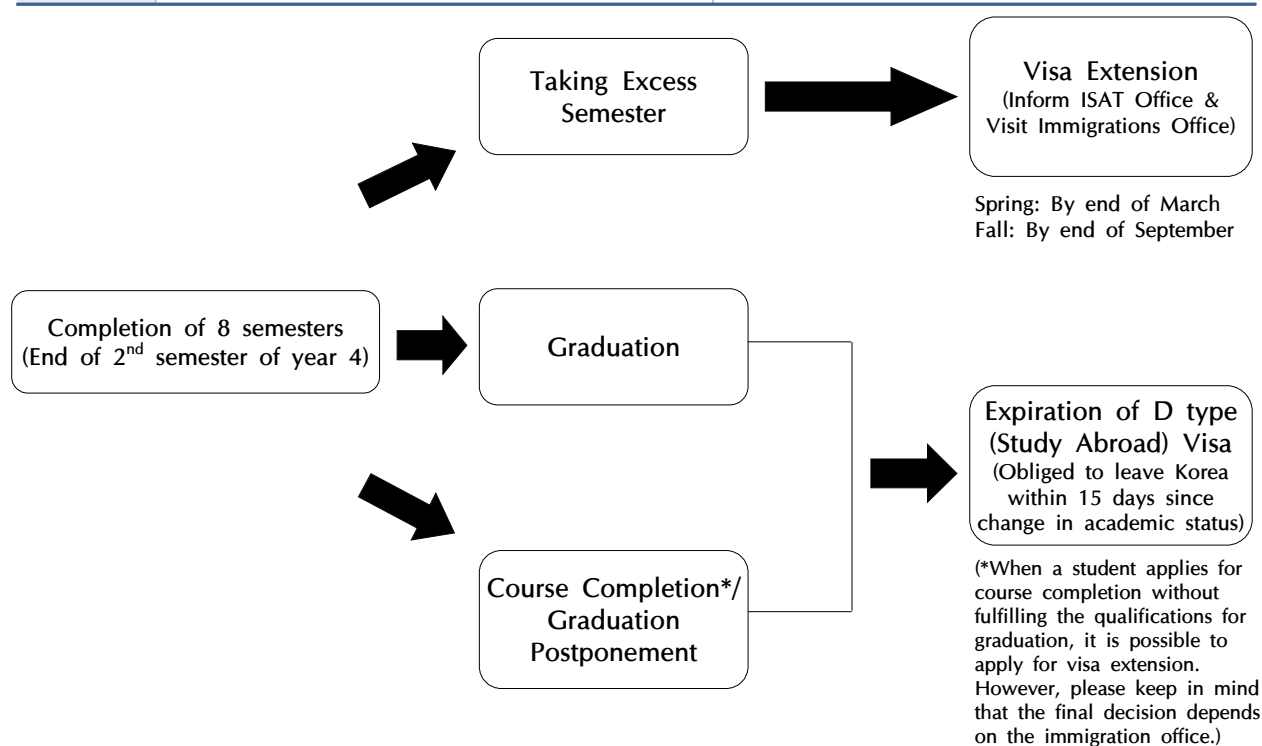 Taking Excess
Semester
Visa Extension
(Inform ISAT Office &
Visit Immigrations Office)
Spring: By end of March
Fall: By end of September
Completion of 8 semesters
(End of 2nd semester of year 4)
Graduation
Course Completion*/
Graduation
Postponement
Expiration of D type
(Study Abroad) Visa
(Obliged to leave Korea
within 15 days since
change in academic status)
(*When a student applies for
course completion without
fulfilling the qualifications for
graduation, it is possible to
apply for visa extension.
However, please keep in mind
that the final decision depends
on the immigration office.)